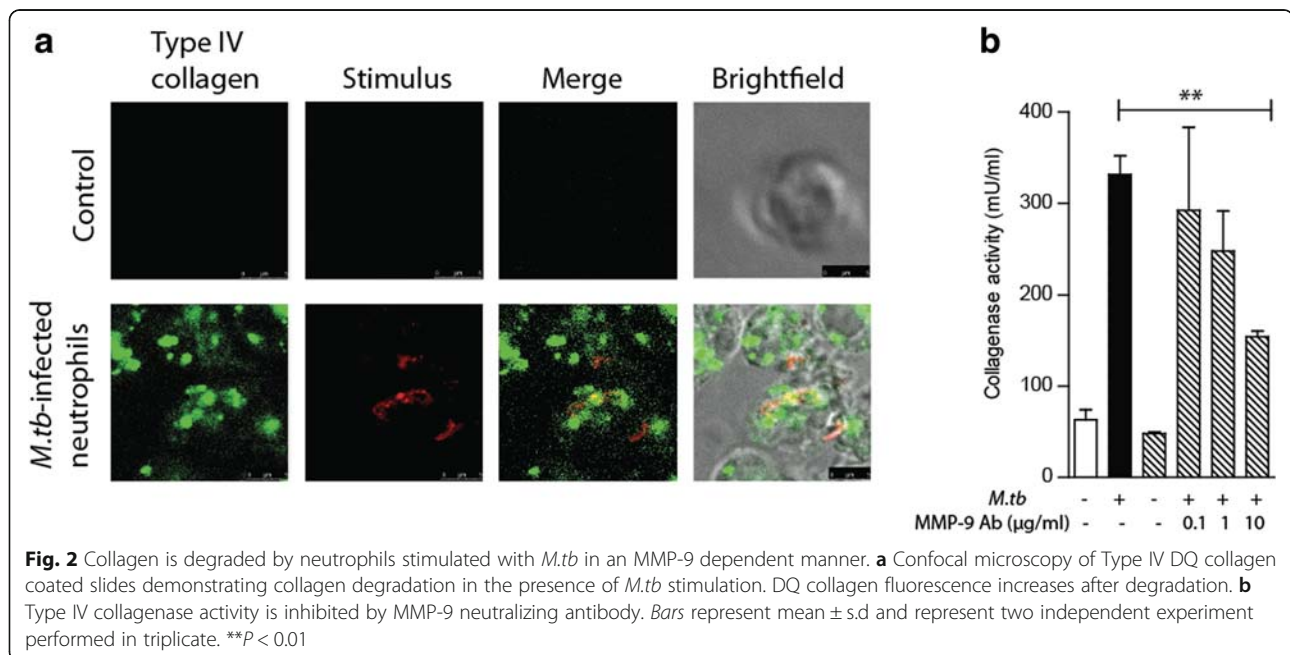 a
Type IV collagen
Stimulus
Merge
Brightfield
Control
M.tb-infected neutrophils
b
**
Collagenase activity (mU/ml)
400
300
200
100
0
M.tb - + - + + +
MMP-9 Ab (µg/ml) - - - 0.1 1 10
Fig. 2 Collagen is degraded by neutrophils stimulated with M.tb in an MMP-9 dependent manner. a Confocal microscopy of Type IV DQ collagen
coated slides demonstrating collagen degradation in the presence of M.tb stimulation. DQ collagen fluorescence increases after degradation. b
Type IV collagenase activity is inhibited by MMP-9 neutralizing antibody. Bars represent mean ± s.d and represent two independent experiment
performed in triplicate. **P < 0.01